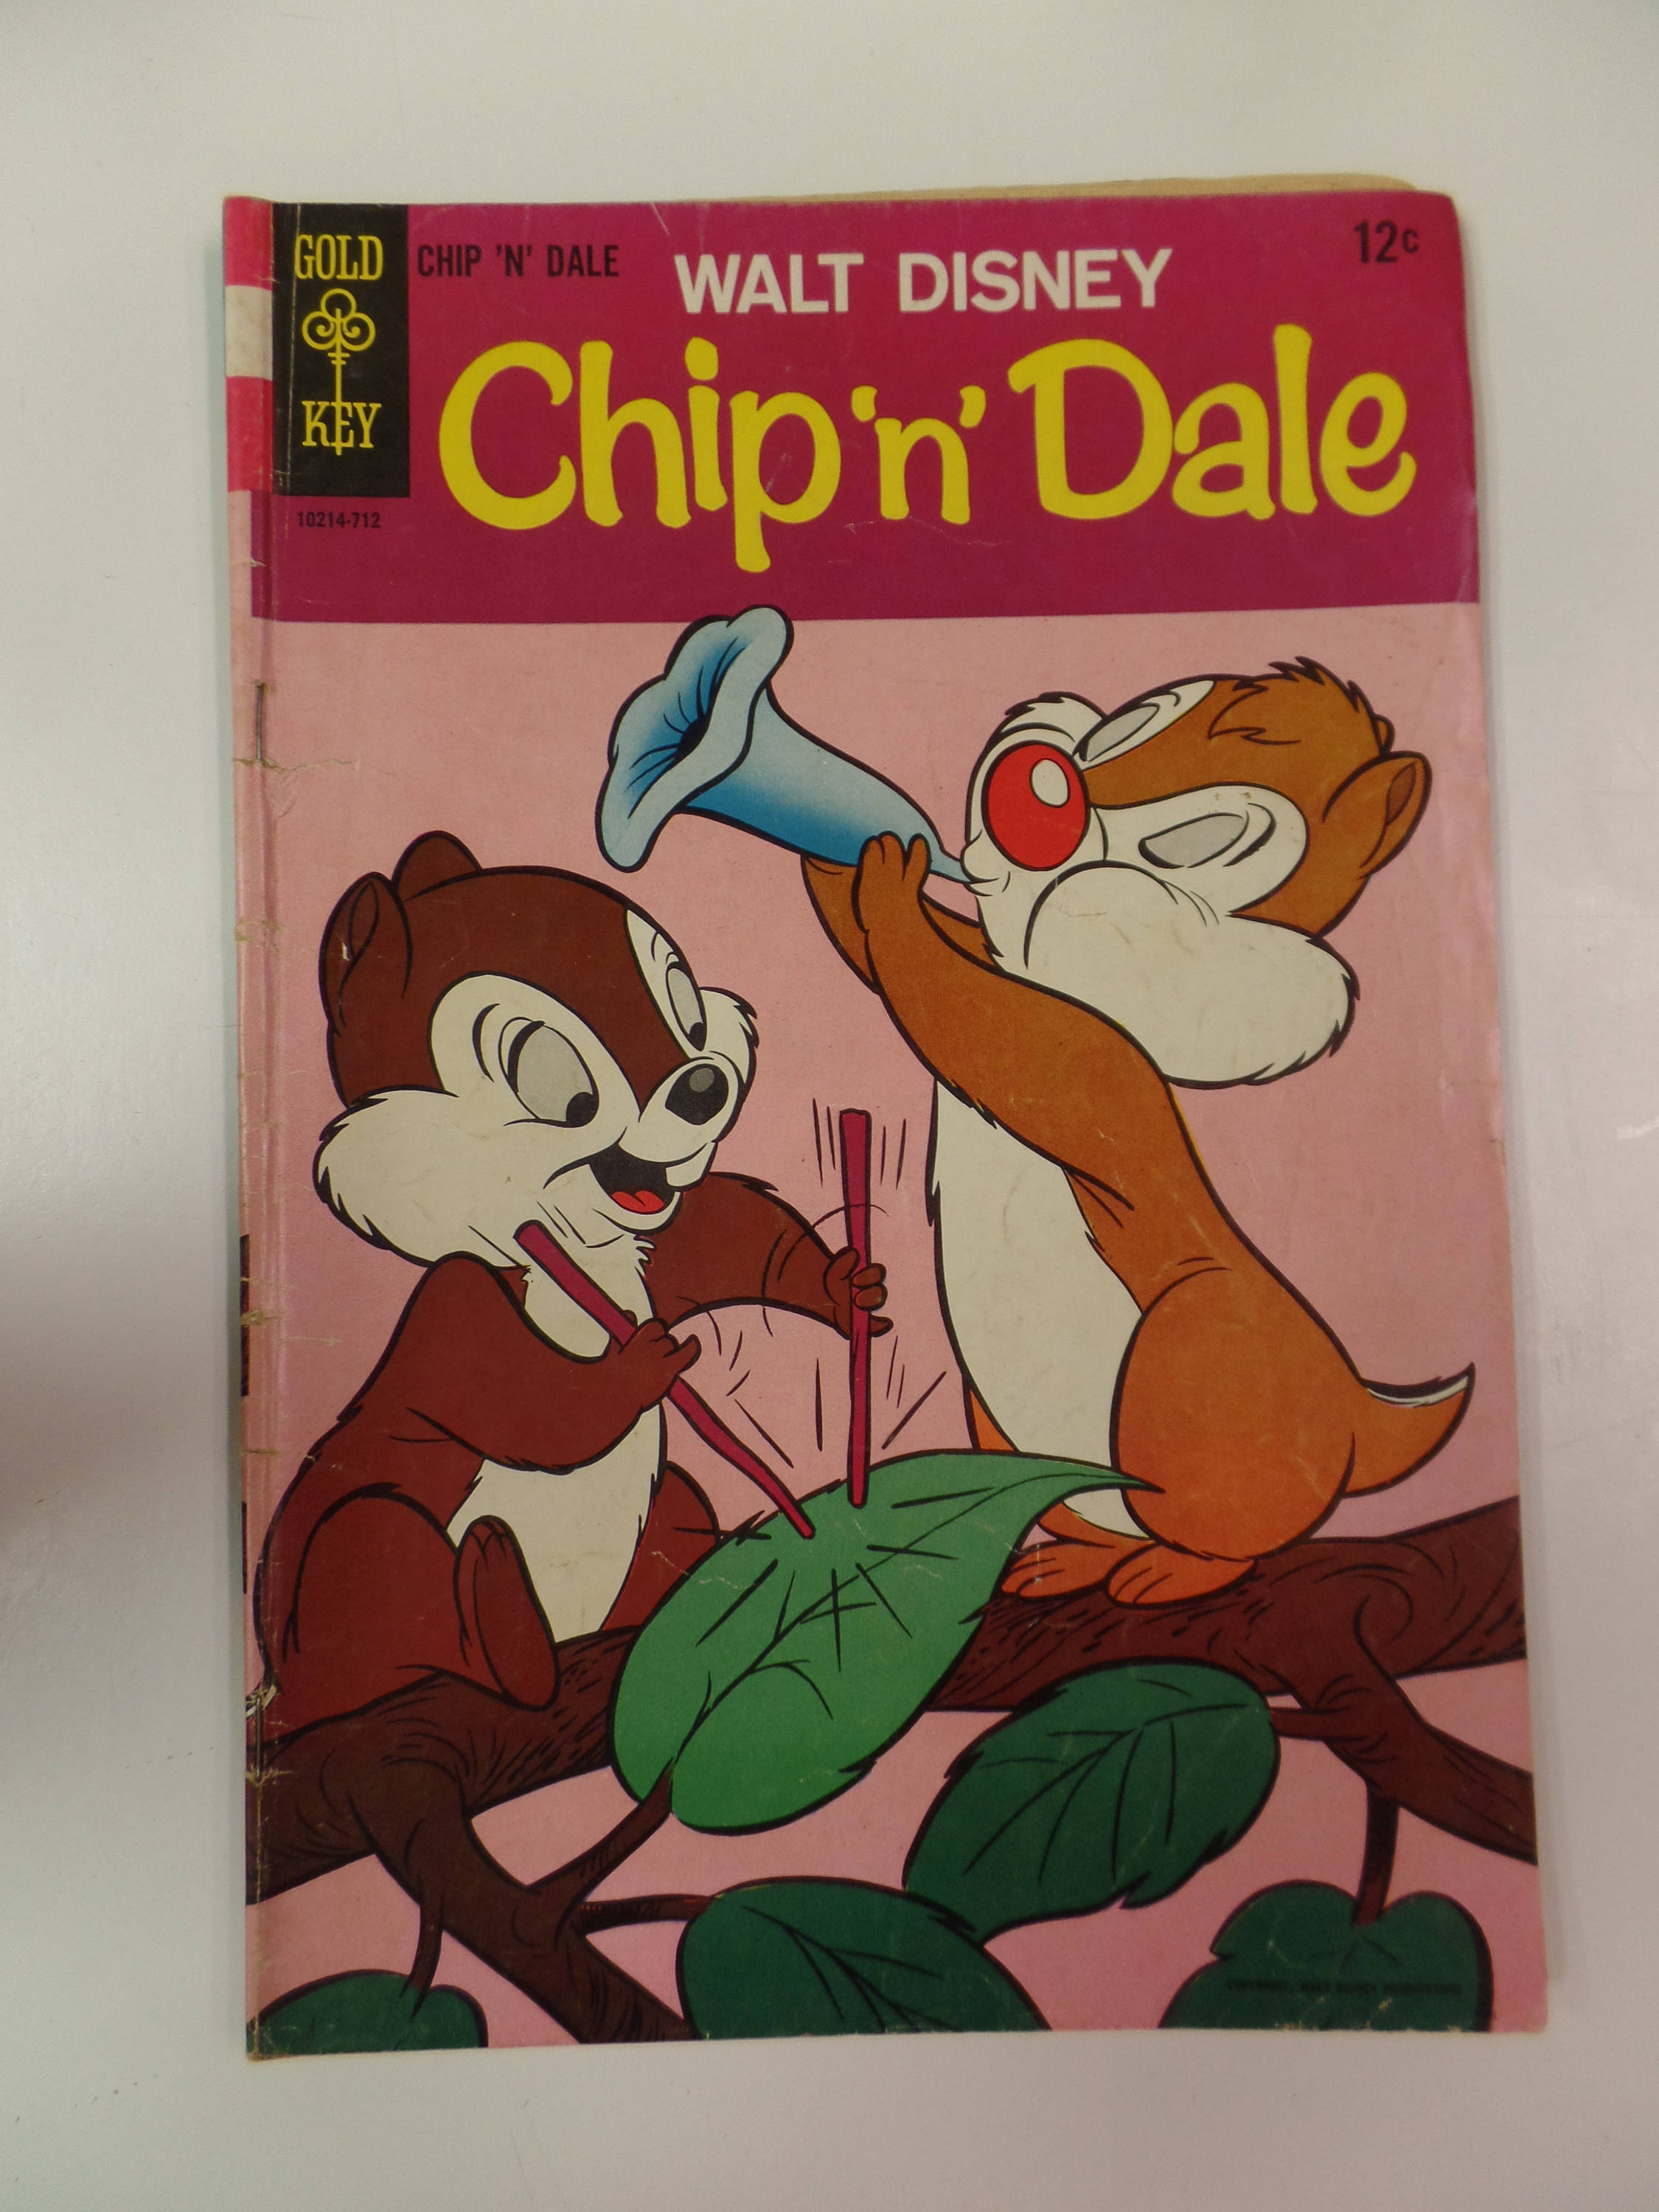 GOLD
KEY
CHIP 'N' DALE
12c
WALT DISNEY
Chip 'n' Dale
10214-712